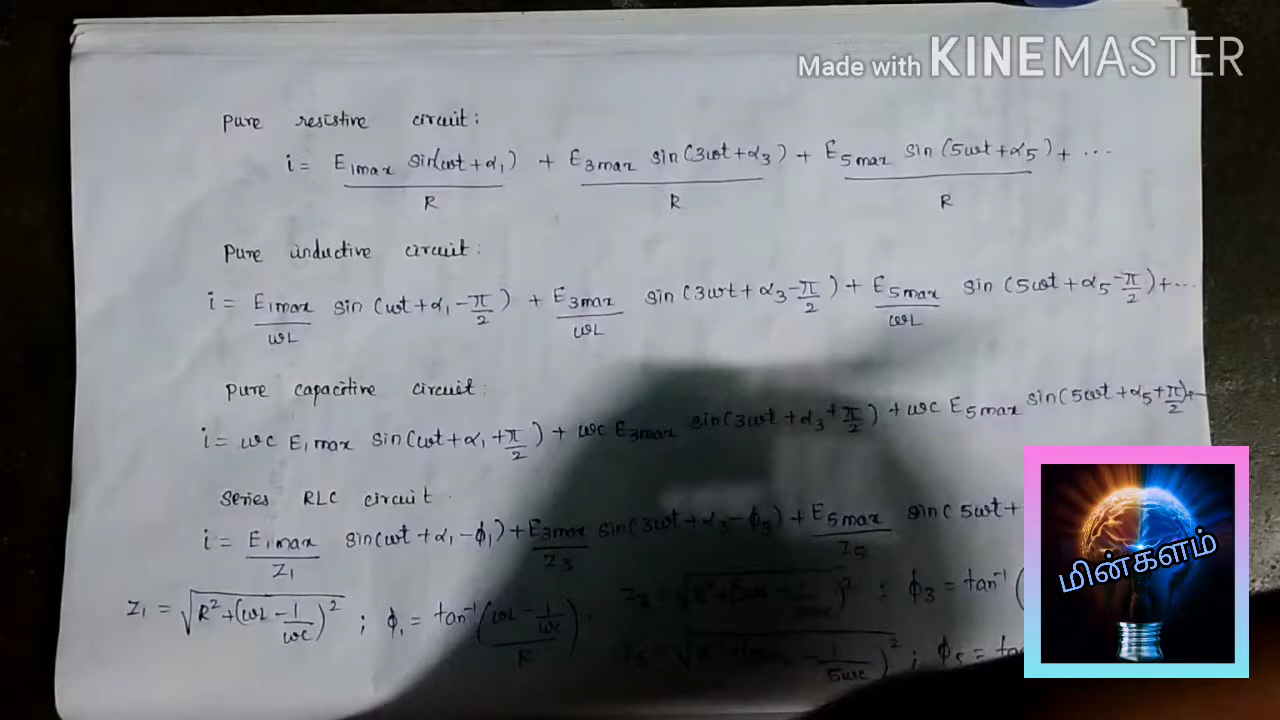 Made with KINEMASTER
Pure resistive circuit:
i = E1max sin(ωt+α1)/R + E3max sin(3ωt+α3)/R + E5max sin(5ωt+α5)/R + ...
Pure inductive circuit:
i = E1max/ωL sin(ωt+α1-π/2) + E3max/ωL sin(3ωt+α3-π/2) + E5max/ωL sin(5ωt+α5-π/2) + ...
Pure capacitive circuit:
i = ωc E1max sin(ωt+α1+π/2) + ωc E3max sin(3ωt+α3+π/2) + ωc E5max sin(5ωt+α5+π/2) +
Series RLC circuit.
i = E1max/Z1 sin(ωt+α1-ϕ1) + E3max/Z3 sin(3ωt+α3-ϕ3) + E5max/Z5 sin(5ωt+
Z1 = √R²+(ωL-1/ωc)² ; ϕ1 = tan⁻¹(ωL-1/ωc/R) ϕ3 = tan⁻¹(
1/5ωc)² ; ϕ5 =
மின்களம்